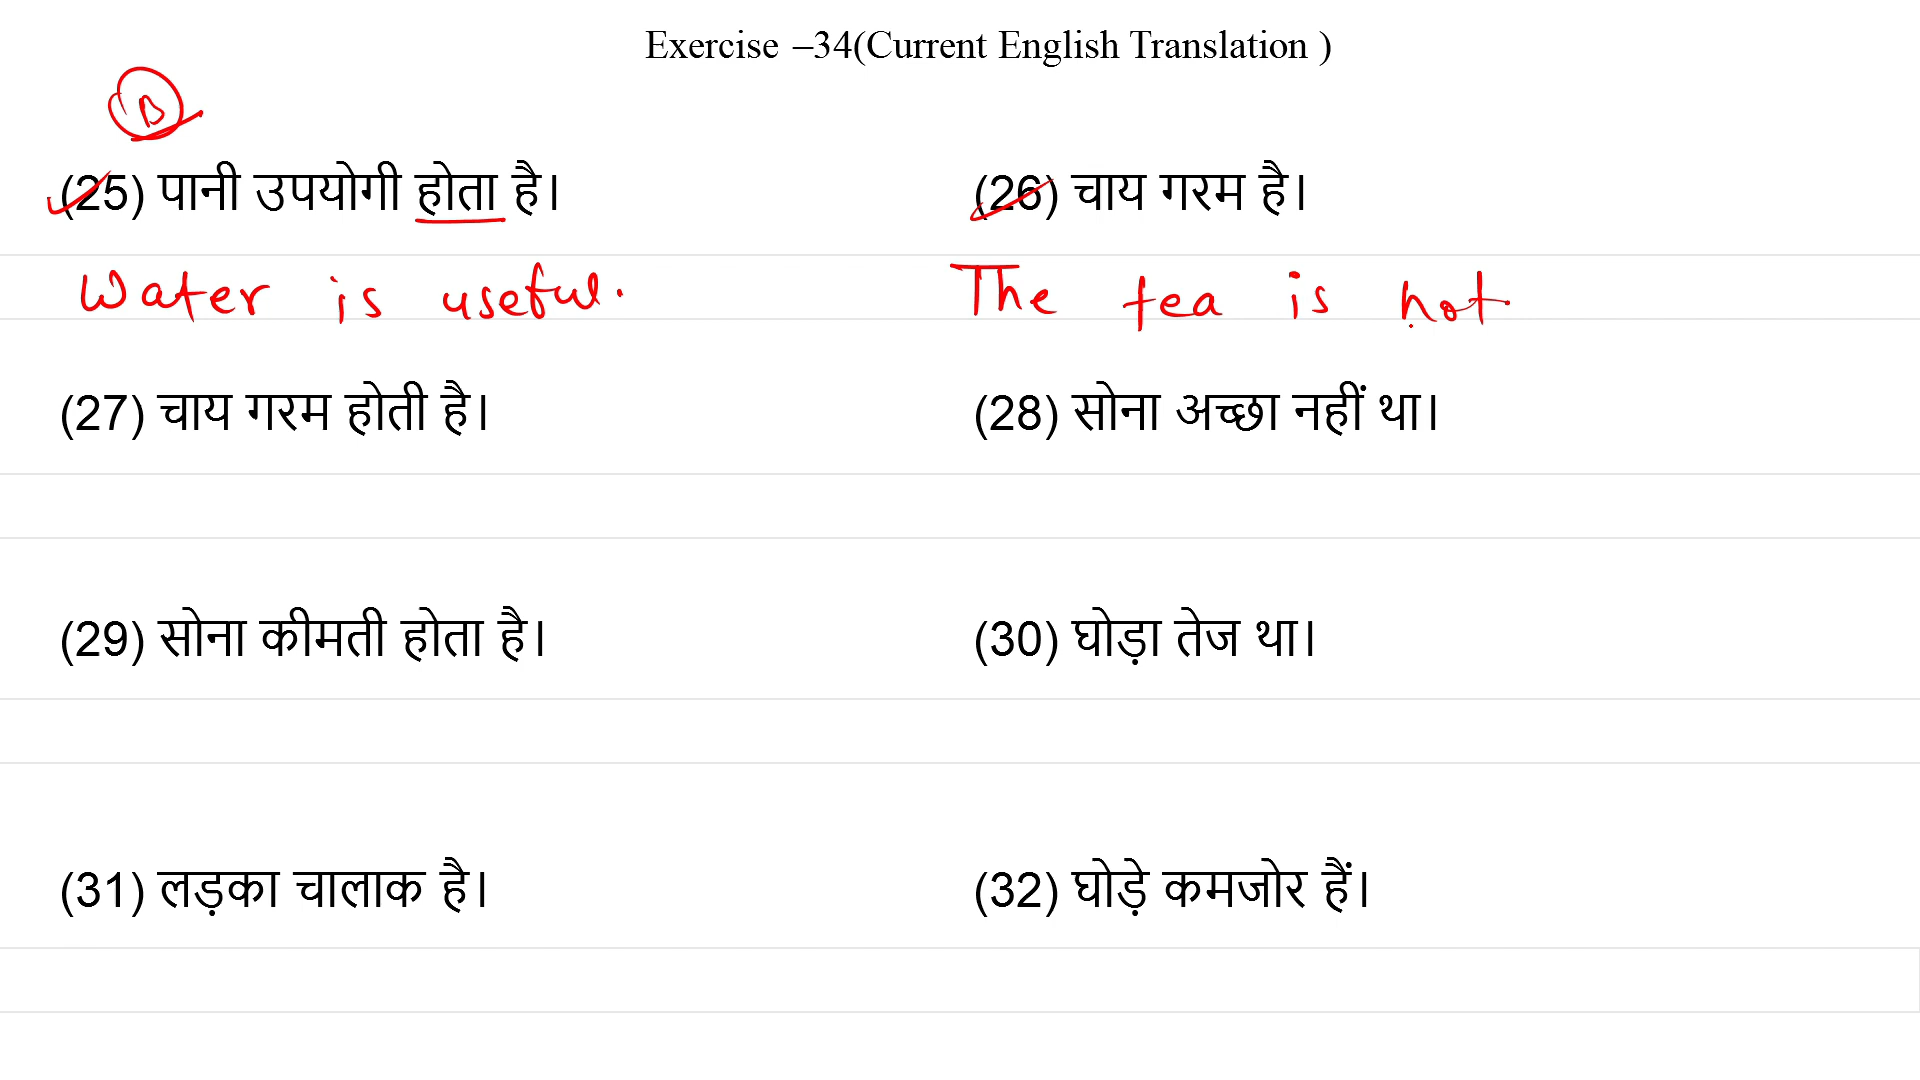 Exercise –34(Current English Translation )
B
(25) पानी उपयोगी होता है। (26) चाय गरम है।
Water is useful. The tea is hot.
(27) चाय गरम होती है। (28) सोना अच्छा नहीं था।
(29) सोना कीमती होता है। (30) घोड़ा तेज था।
(31) लड़का चालाक है। (32) घोड़े कमजोर हैं।